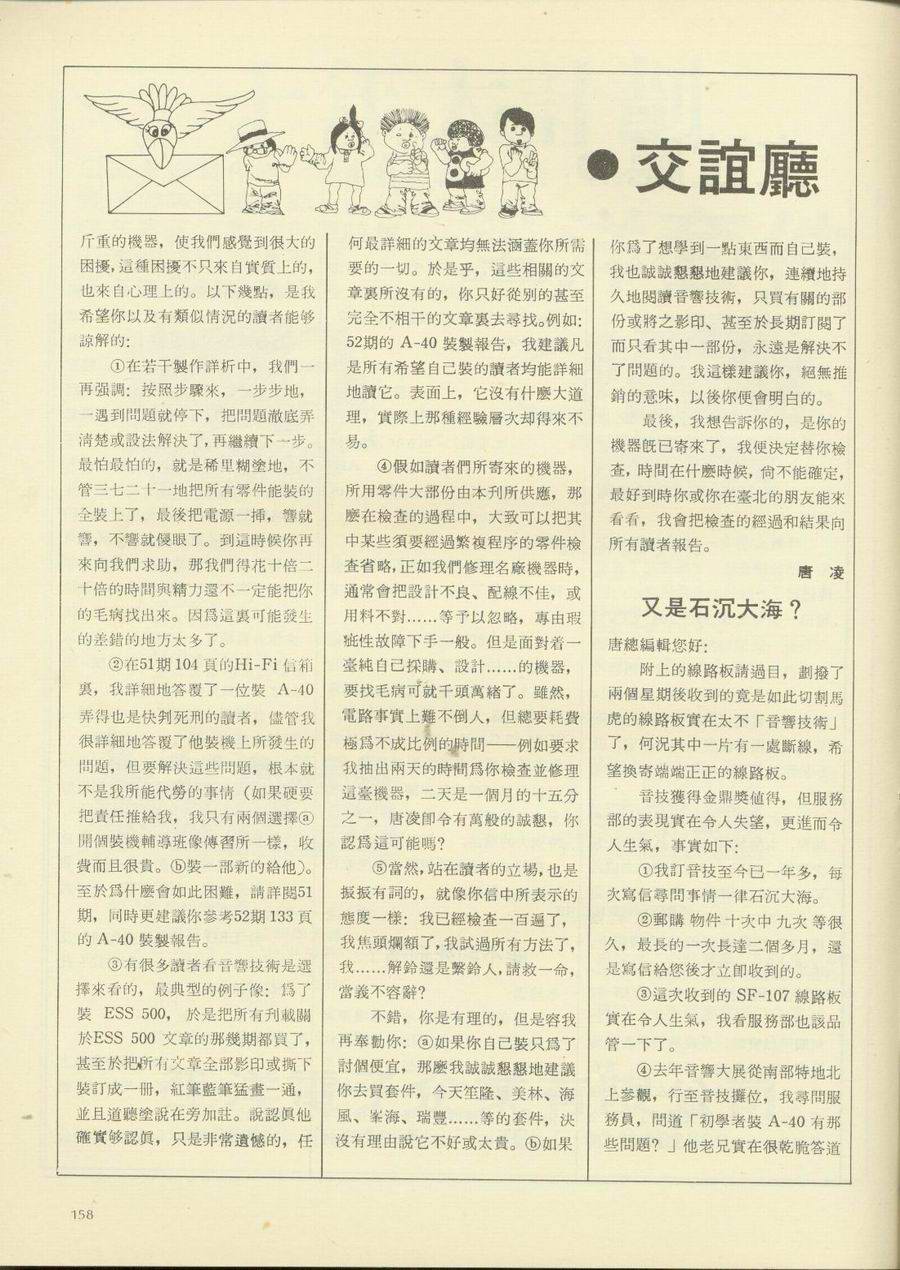 ●交誼廳
斤重的機器，使我們感覺到很大的
困擾，這種困擾不只來自實質上的，
也來自心理上的。以下幾點，是我
希望你以及有類似情況的讀者能够
諒解的：
①在若干製作詳析中，我們一
再强調：按照步驟來，一步步地，
一遇到問題就停下，把問題澈底弄
清楚或設法解決了，再繼續下一步。
最怕最怕的，就是稀里糊塗地，不
管三七二十一地把所有零件能裝的
全裝上了，最後把電源一揷，響就
響，不響就儍眼了。到這時候你再
來向我們求助，那我們得花十倍二
十倍的時間與精力還不一定能把你
的毛病找出來。因爲這裏可能發生
的差錯的地方太多了。
②在51期104頁的Hi-Fi信箱
裏，我詳細地答覆了一位裝 A-40
弄得也是快判死刑的讀者，儘管我
很詳細地答覆了他裝機上所發生的
問題，但要解決這些問題，根本就
不是我所能代勞的事情（如果硬要
把責任推給我，我只有兩個選擇ⓐ
開個裝機輔導班像傳習所一樣，收
費而且很貴。ⓑ裝一部新的給他）。
至於爲什麼會如此困難，請詳閱51
期，同時更建議你參考52期133頁
的 A-40 裝製報告。
③有很多讀者看音響技術是選
擇來看的，最典型的例子像：爲了
裝 ESS 500，於是把所有刋載關
於ESS 500 文章的那幾期都買了，
甚至於把所有文章全部影印或撕下
裝訂成一册，紅筆藍筆猛畫一通，
並且道聽塗說在旁加註。說認眞他
確實够認眞，只是非常遺憾的，任
何最詳細的文章均無法涵蓋你所需
要的一切。於是乎，這些相關的文
章裏所沒有的，你只好從別的甚至
完全不相干的文章裏去尋找。例如：
52期的 A-40 裝製報告，我建議凡
是所有希望自己裝的讀者均能詳細
地讀它。表面上，它沒有什麼大道
理，實際上那種經驗層次却得來不
易。
④假如讀者們所寄來的機器，
所用零件大部份由本刋所供應，那
麼在檢查的過程中，大致可以把其
中某些須要經過繁複程序的零件檢
查省略，正如我們修理名廠機器時，
通常會把設計不良、配線不佳，或
用料不對……等予以忽略，專由瑕
疵性故障下手一般。但是面對着一
臺純自己採購、設計……的機器，
要找毛病可就千頭萬緒了。雖然，
電路事實上難不倒人，但總要耗費
極爲不成比例的時間——例如要求
我抽出兩天的時間爲你檢查並修理
這臺機器，二天是一個月的十五分
之一，唐凌卽令有萬般的誠懇，你
認爲這可能嗎？
⑤當然，站在讀者的立場，也是
振振有詞的，就像你信中所表示的
態度一樣：我已經檢查一百遍了，
我焦頭爛額了，我試過所有方法了，
我……解鈴還是繫鈴人，請救一命，
當義不容辭？
不錯，你是有理的，但是容我
再奉勸你：ⓐ如果你自己裝只爲了
討個便宜，那麼我誠誠懇懇地建議
你去買套件，今天笙隆、美林、海
風、峯海、瑞豐……等的套件，決
沒有理由說它不好或太貴。ⓑ如果
你爲了想學到一點東西而自己裝，
我也誠誠懇懇地建議你，連續地持
久地閱讀音響技術，只買有關的部
份或將之影印、甚至於長期訂閱了
而只看其中一部份，永遠是解決不
了問題的。我這樣建議你，絕無推
銷的意味，以後你便會明白的。
最後，我想告訴你的，是你的
機器旣已寄來了，我便決定替你檢
查，時間在什麼時候，尙不能確定，
最好到時你或你在臺北的朋友能來
看看，我會把檢查的經過和結果向
所有讀者報告。
唐 凌
又是石沉大海？
唐總編輯您好：
附上的線路板請過目，劃撥了
兩個星期後收到的竟是如此切割馬
虎的線路板實在太不「音響技術」
了，何況其中一片有一處斷線，希
望換寄端端正正的線路板。
音技獲得金鼎獎值得，但服務
部的表現實在令人失望，更進而令
人生氣，事實如下：
①我訂音技至今已一年多，每
次寫信尋問事情一律石沉大海。
②郵購 物件 十次中 九次 等很
久，最長的一次長達二個多月，還
是寫信給您後才立卽收到的。
③這次收到的 SF-107 線路板
實在令人生氣，我看服務部也該品
管一下了。
④去年音響大展從南部特地北
上參觀，行至音技攤位，我尋問服
務員，問道「初學者裝 A-40 有那
些問題？」他老兄實在很乾脆答道
158